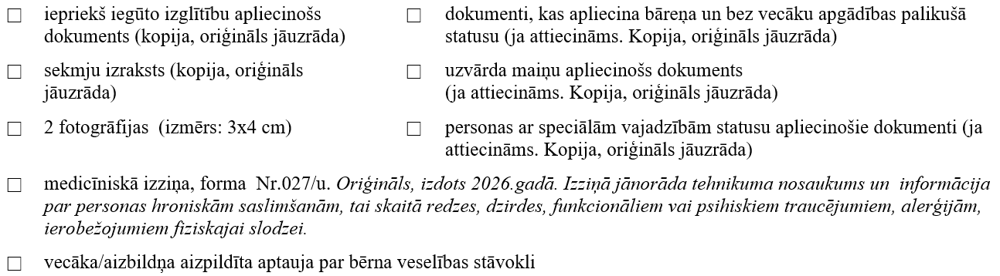 ☐ iepriekš iegūto izglītību apliecinošs
dokuments (kopija, oriģināls jāuzrāda)
☐ dokumenti, kas apliecina bāreņa un bez vecāku apgādības palikušā
statusu (ja attiecināms. Kopija, oriģināls jāuzrāda)
☐ sekmju izraksts (kopija, oriģināls
jāuzrāda)
☐ uzvārda maiņu apliecinošs dokuments
(ja attiecināms. Kopija, oriģināls jāuzrāda)
☐ 2 fotogrāfijas (izmērs: 3x4 cm)
☐ personas ar speciālām vajadzībām statusu apliecinošie dokumenti (ja
attiecināms. Kopija, oriģināls jāuzrāda)
☐ medicīniskā izziņa, forma Nr.027/u. Oriģināls, izdots 2026.gadā. Izziņā jānorāda tehnikuma nosaukums un informācija
par personas hroniskām saslimšanām, tai skaitā redzes, dzirdes, funkcionāliem vai psihiskiem traucējumiem, alerģijām,
ierobežojumiem fiziskajai slodzei.
☐ vecāka/aizbildņa aizpildīta aptauja par bērna veselības stāvokli